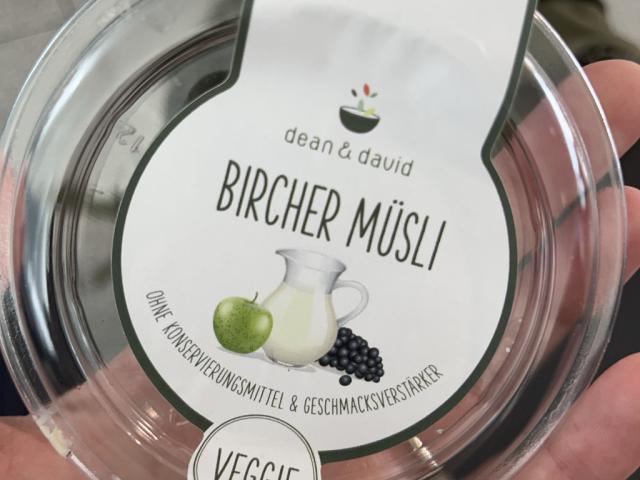 dean & david
BIRCHER MÜSLI
OHNE KONSERVIERUNGSMITTEL & GESCHMACKSVERSTÄRKER
VEGGIE